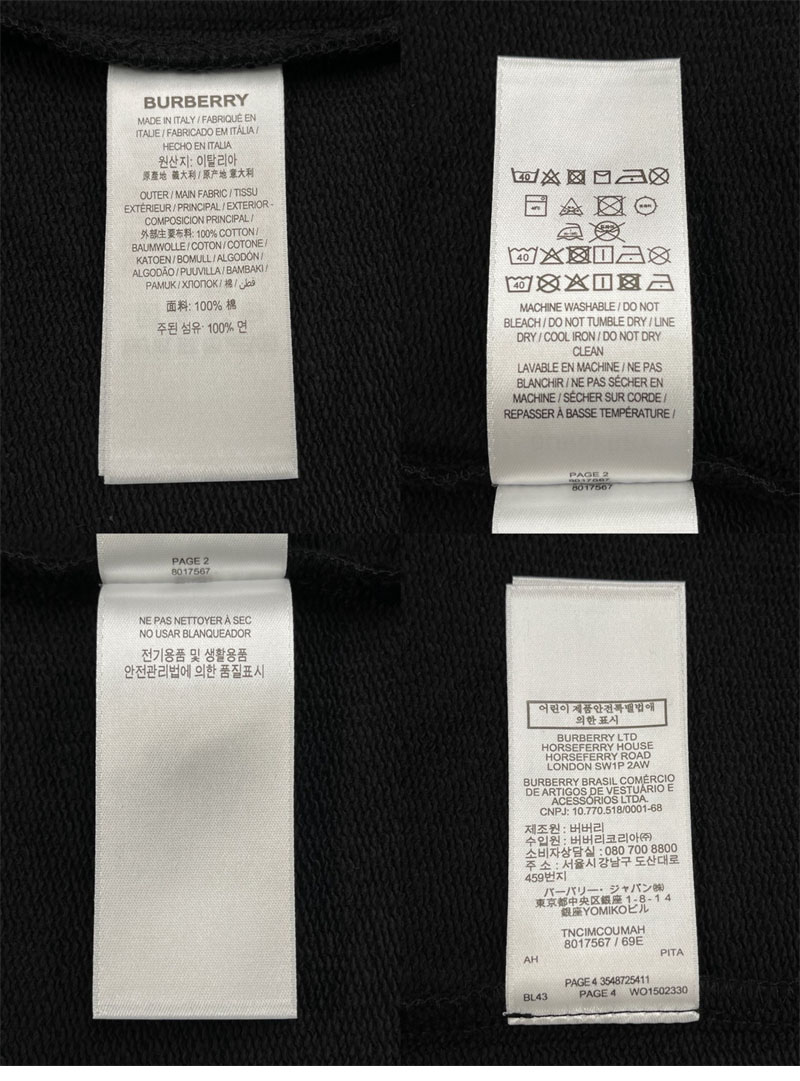 BURBERRY
MADE IN ITALY / FABRIQUÉ EN
ITALIE / FABRICADO EM ITÁLIA /
HECHO EN ITALIA
원산지: 이탈리아
原產地 義大利 / 原产地 意大利
OUTER / MAIN FABRIC / TISSU
EXTÉRIEUR / PRINCIPAL / EXTERIOR -
COMPOSICION PRINCIPAL /
外部主要布料: 100% COTTON /
BAUMWOLLE / COTON / COTONE /
KATOEN / BOMULL / ALGODÓN /
ALGODÃO / PUUVILLA / BAMBAKI /
PAMUK / ХЛОПОК / 棉 / قطن
面料: 100% 棉
주된 섬유: 100% 면
40
40
40
MACHINE WASHABLE / DO NOT
BLEACH / DO NOT TUMBLE DRY / LINE
DRY / COOL IRON / DO NOT DRY
CLEAN
LAVABLE EN MACHINE / NE PAS
BLANCHIR / NE PAS SÉCHER EN
MACHINE / SÉCHER SUR CORDE /
REPASSER À BASSE TEMPÉRATURE /
PAGE 2
8017567
8017567
PAGE 2
8017567
NE PAS NETTOYER À SEC
NO USAR BLANQUEADOR
전기용품 및 생활용품
안전관리법에 의한 품질표시
어린이 제품안전특별법에
의한 표시
BURBERRY LTD
HORSEFERRY HOUSE
HORSEFERRY ROAD
LONDON SW1P 2AW
BURBERRY BRASIL COMÉRCIO
DE ARTIGOS DE VESTUÁRIO E
ACESSÓRIOS LTDA.
CNPJ: 10.770.518/0001-68
제조원 : 버버리
수입원 : 버버리코리아㈜
소비자상담실 : 080 700 8800
주 소 : 서울시 강남구 도산대로
459번지
バーバリー・ジャパン㈱
東京都中央区銀座 1-8-14
銀座YOMIKOビル
TNCIMCOUMAH
8017567 / 69E
AH PITA
PAGE 4 3548725411
BL43 PAGE 4 WO1502330